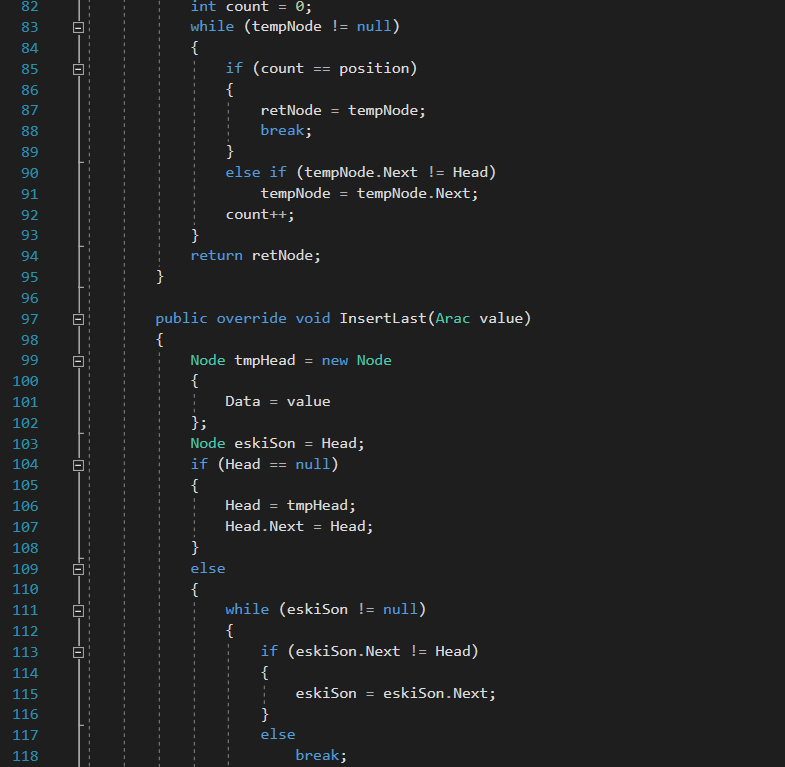 82 int count = 0;
83 while (tempNode != null)
84 {
85 if (count == position)
86 {
87 retNode = tempNode;
88 break;
89 }
90 else if (tempNode.Next != Head)
91 tempNode = tempNode.Next;
92 count++;
93 }
94 return retNode;
95 }
96
97 public override void InsertLast(Arac value)
98 {
99 Node tmpHead = new Node
100 {
101 Data = value
102 };
103 Node eskiSon = Head;
104 if (Head == null)
105 {
106 Head = tmpHead;
107 Head.Next = Head;
108 }
109 else
110 {
111 while (eskiSon != null)
112 {
113 if (eskiSon.Next != Head)
114 {
115 eskiSon = eskiSon.Next;
116 }
117 else
118 break;